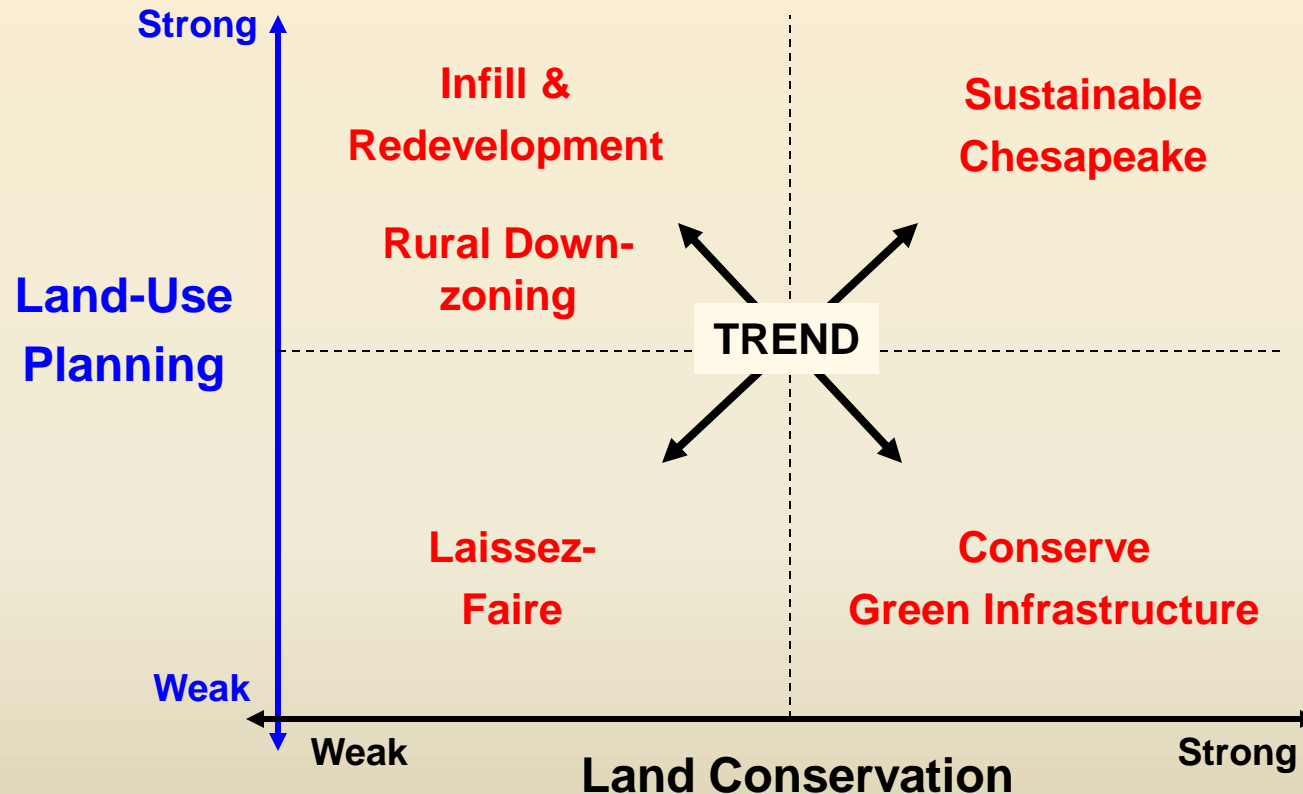 Strong
Infill &
Redevelopment
Sustainable
Chesapeake
Rural Down-
zoning
Land-Use
Planning
TREND
Laissez-
Faire
Conserve
Green Infrastructure
Weak
Weak
Strong
Land Conservation